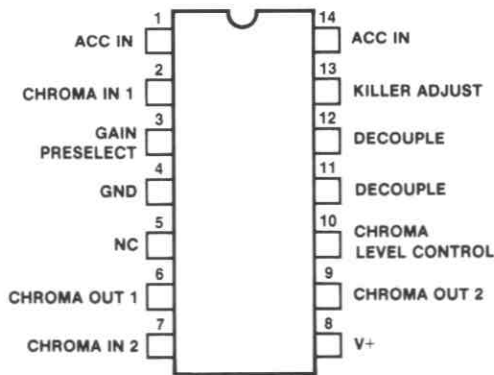 1
ACC IN
2
CHROMA IN 1
3
GAIN
PRESELECT
4
GND
5
NC
6
CHROMA OUT 1
7
CHROMA IN 2
14
ACC IN
13
KILLER ADJUST
12
DECOUPLE
11
DECOUPLE
10
CHROMA
LEVEL CONTROL
9
CHROMA OUT 2
8
V+